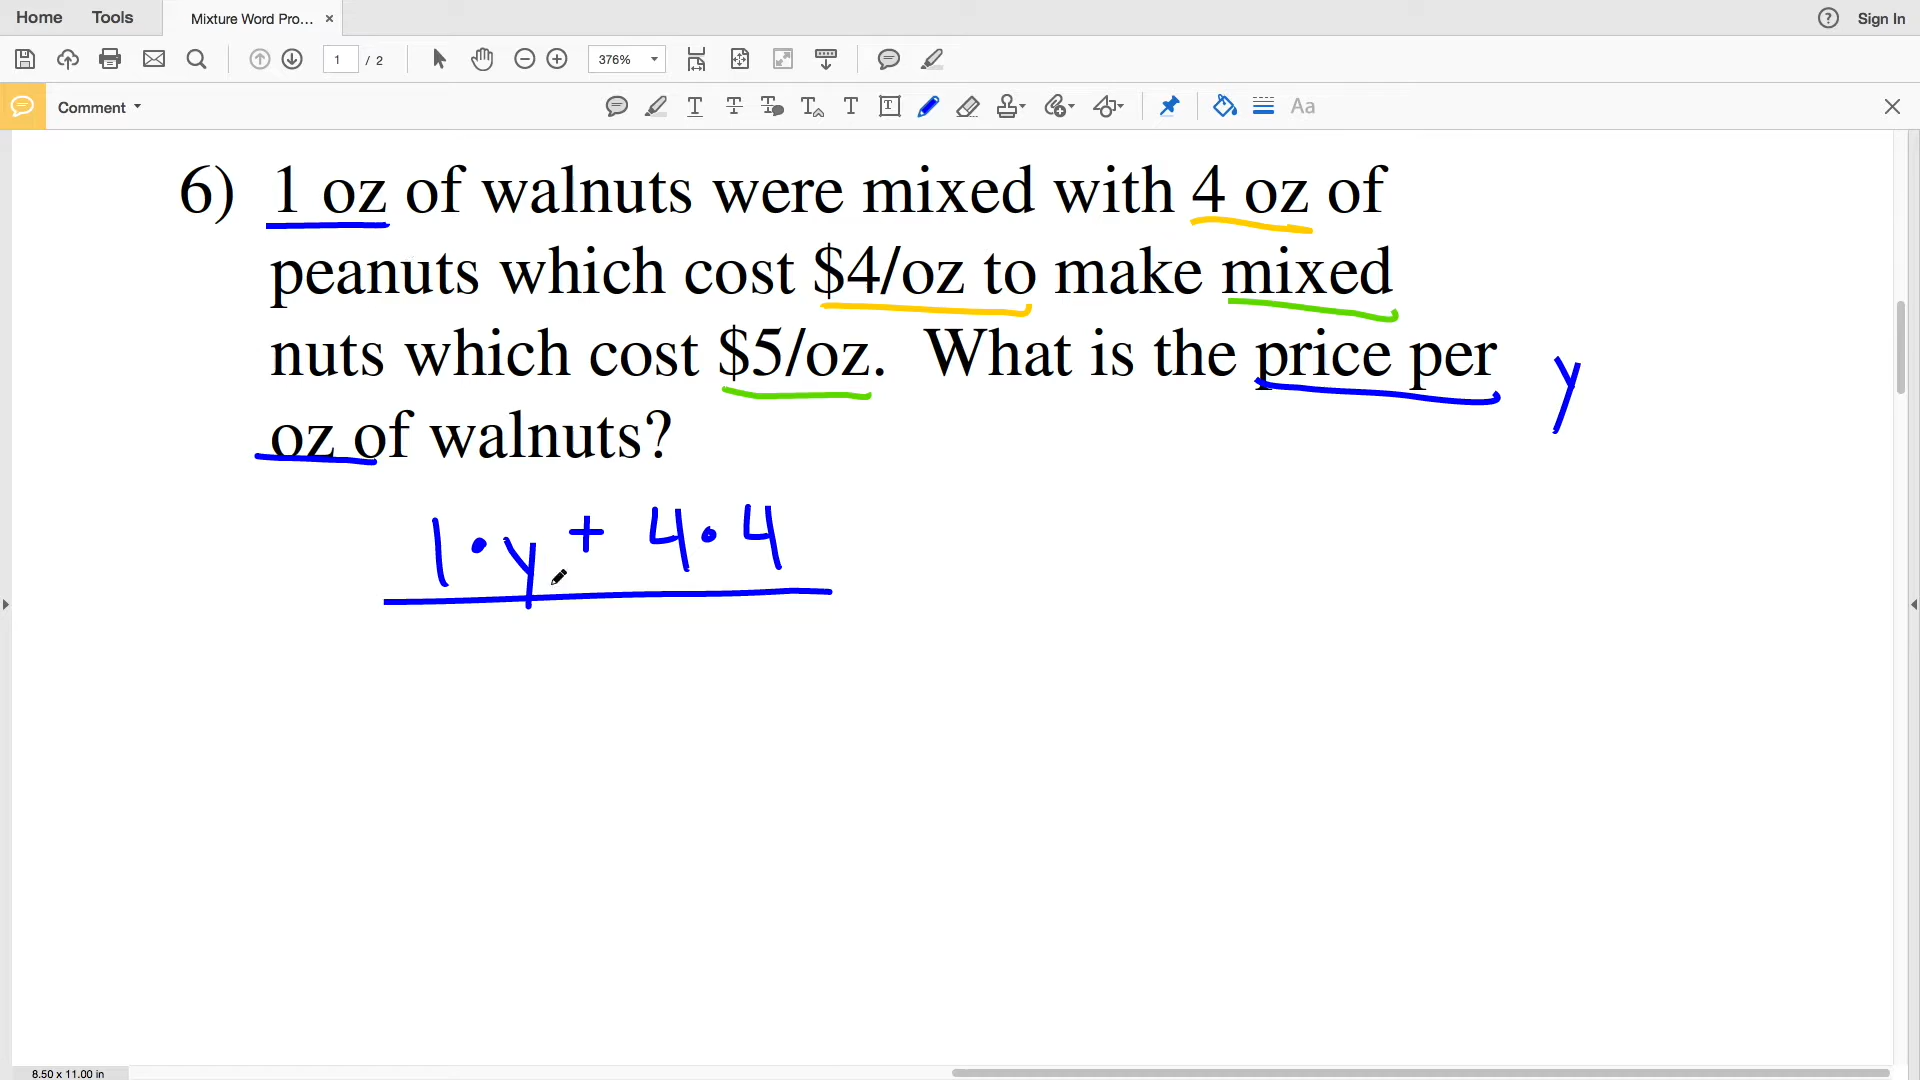 Home Tools Mixture Word Pro... × ? Sign In
1 / 2 376%
Comment T T T T T T Aa
6) 1 oz of walnuts were mixed with 4 oz of
peanuts which cost $4/oz to make mixed
nuts which cost $5/oz. What is the price per y
oz of walnuts?
1 • y + 4 • 4
8.50 x 11.00 in